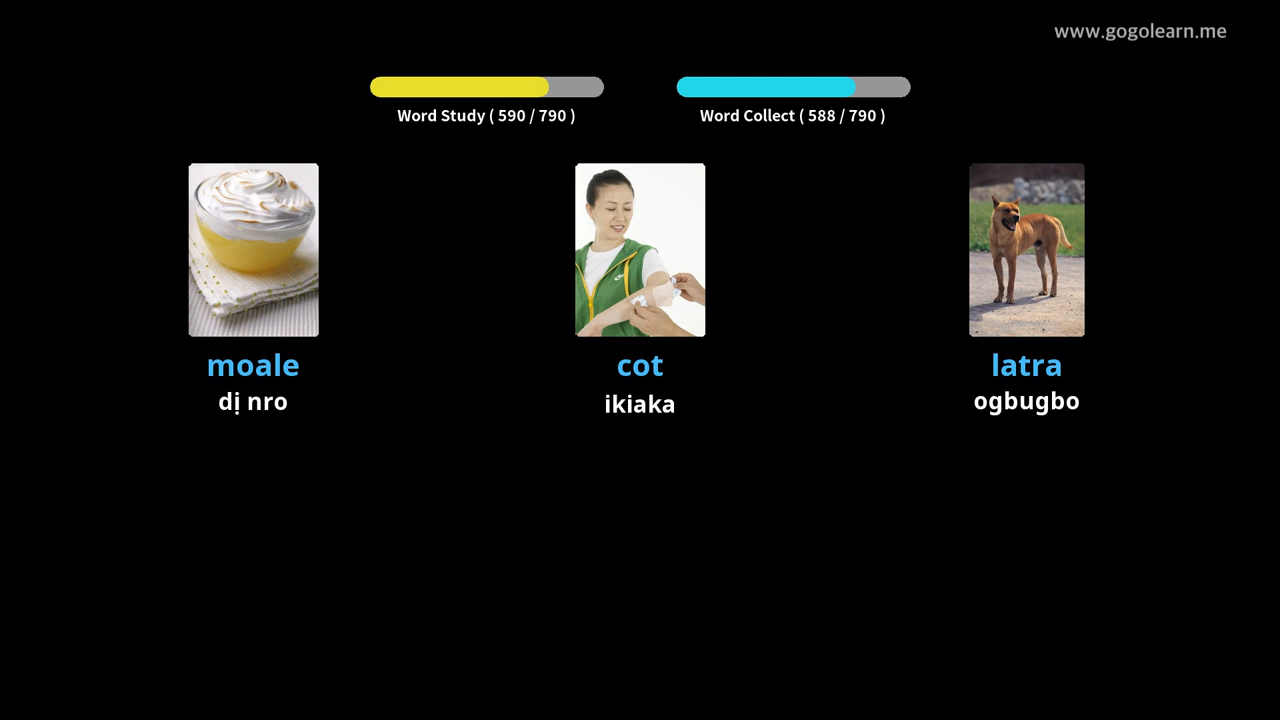 www.gogolearn.me
Word Study ( 590 / 790 )
Word Collect ( 588 / 790 )
moale
dị nro
cot
ikiaka
latra
ogbugbo